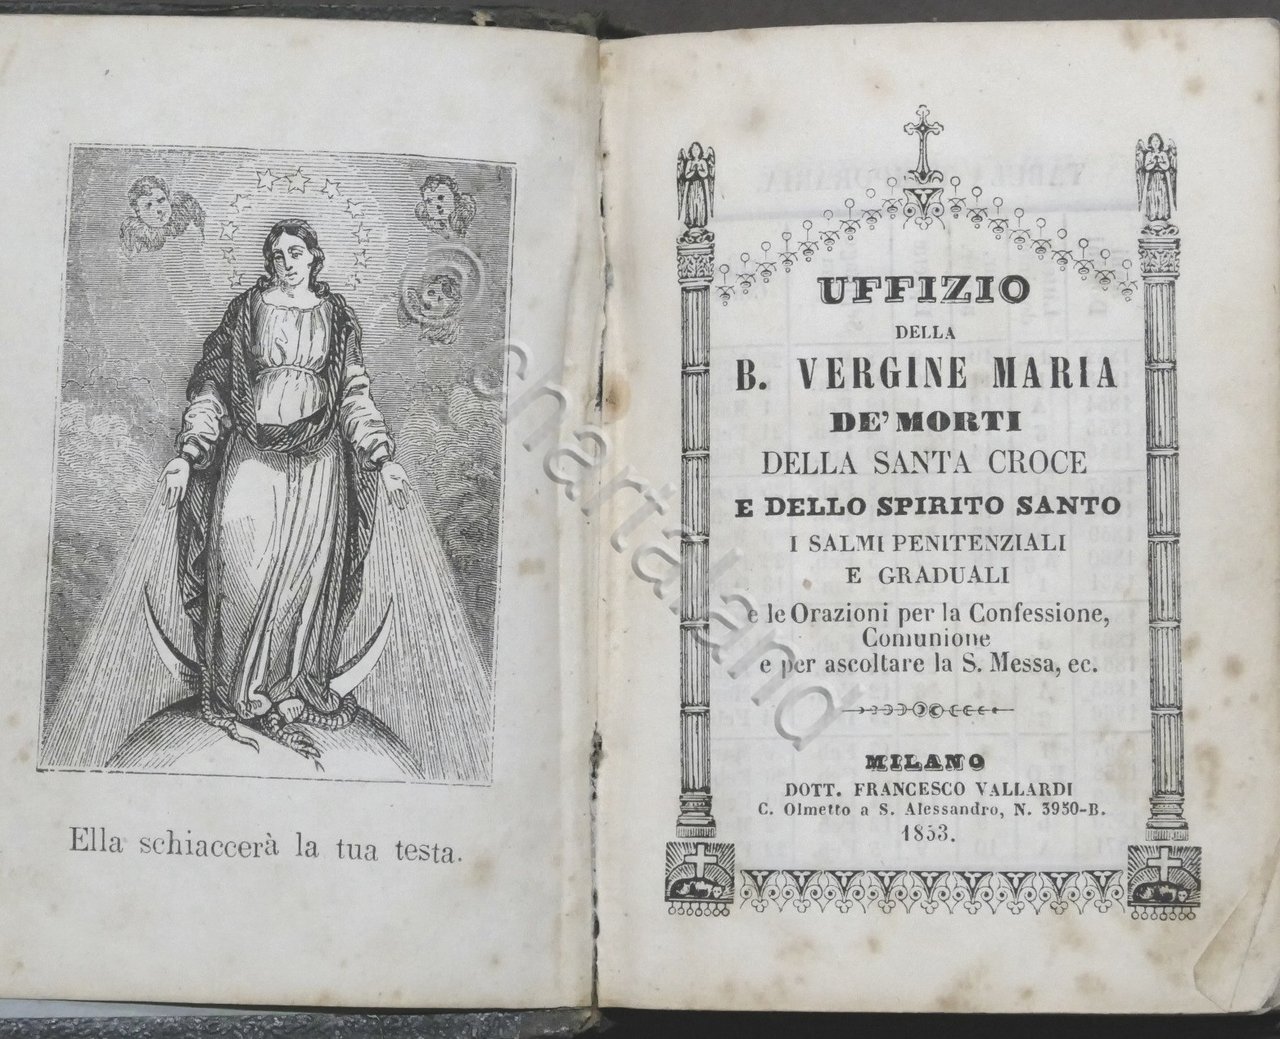 Ella schiaccerà la tua testa.
UFFIZIO
DELLA
B. VERGINE MARIA
DE' MORTI
DELLA SANTA CROCE
E DELLO SPIRITO SANTO
I SALMI PENITENZIALI
E GRADUALI
e le Orazioni per la Confessione,
Comunione
e per ascoltare la S. Messa, ec.
MILANO
DOTT. FRANCESCO VALLARDI
C. Olmetto a S. Alessandro, N. 3950-B.
1853.
© chartaland